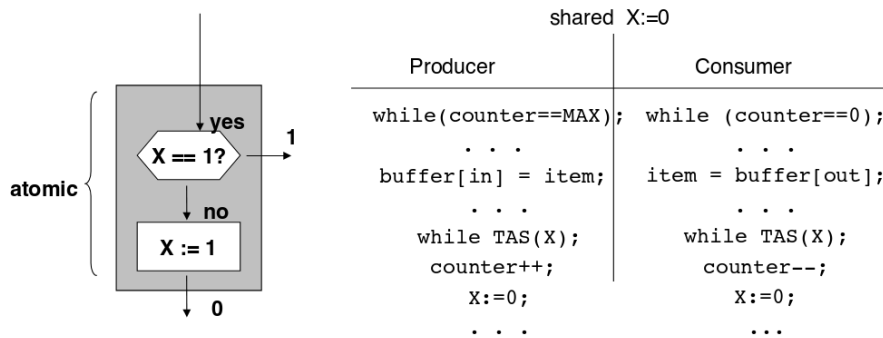 yes
1
X == 1?
atomic
no
X := 1
0
shared X:=0
Producer Consumer
while(counter==MAX); while (counter==0);
. . . . . .
buffer[in] = item; item = buffer[out];
. . . . . .
while TAS(X); while TAS(X);
counter++; counter--;
X:=0; X:=0;
. . . ...